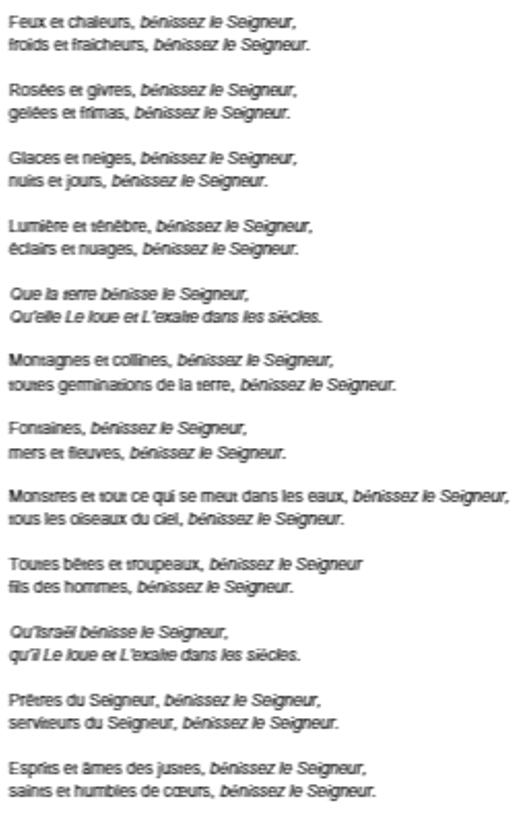 Feux et chaleurs, bénissez le Seigneur,
froids et fraicheurs, bénissez le Seigneur.
Rosées et givres, bénissez le Seigneur,
gelées et frimas, bénissez le Seigneur.
Glaces et neiges, bénissez le Seigneur,
nuits et jours, bénissez le Seigneur.
Lumière et ténèbre, bénissez le Seigneur,
éclairs et nuages, bénissez le Seigneur.
Que la terre bénisse le Seigneur,
Qu'elle Le loue et L'exalte dans les siècles.
Montagnes et collines, bénissez le Seigneur,
toutes germinations de la terre, bénissez le Seigneur.
Fontaines, bénissez le Seigneur,
mers et fleuves, bénissez le Seigneur.
Monstres et tout ce qui se meut dans les eaux, bénissez le Seigneur,
tous les oiseaux du ciel, bénissez le Seigneur.
Toutes bêtes et troupeaux, bénissez le Seigneur
fils des hommes, bénissez le Seigneur.
Qu'Israël bénisse le Seigneur,
qu'il Le loue et L'exalte dans les siècles.
Prêtres du Seigneur, bénissez le Seigneur,
serviteurs du Seigneur, bénissez le Seigneur.
Esprits et âmes des justes, bénissez le Seigneur,
saints et humbles de cœurs, bénissez le Seigneur.